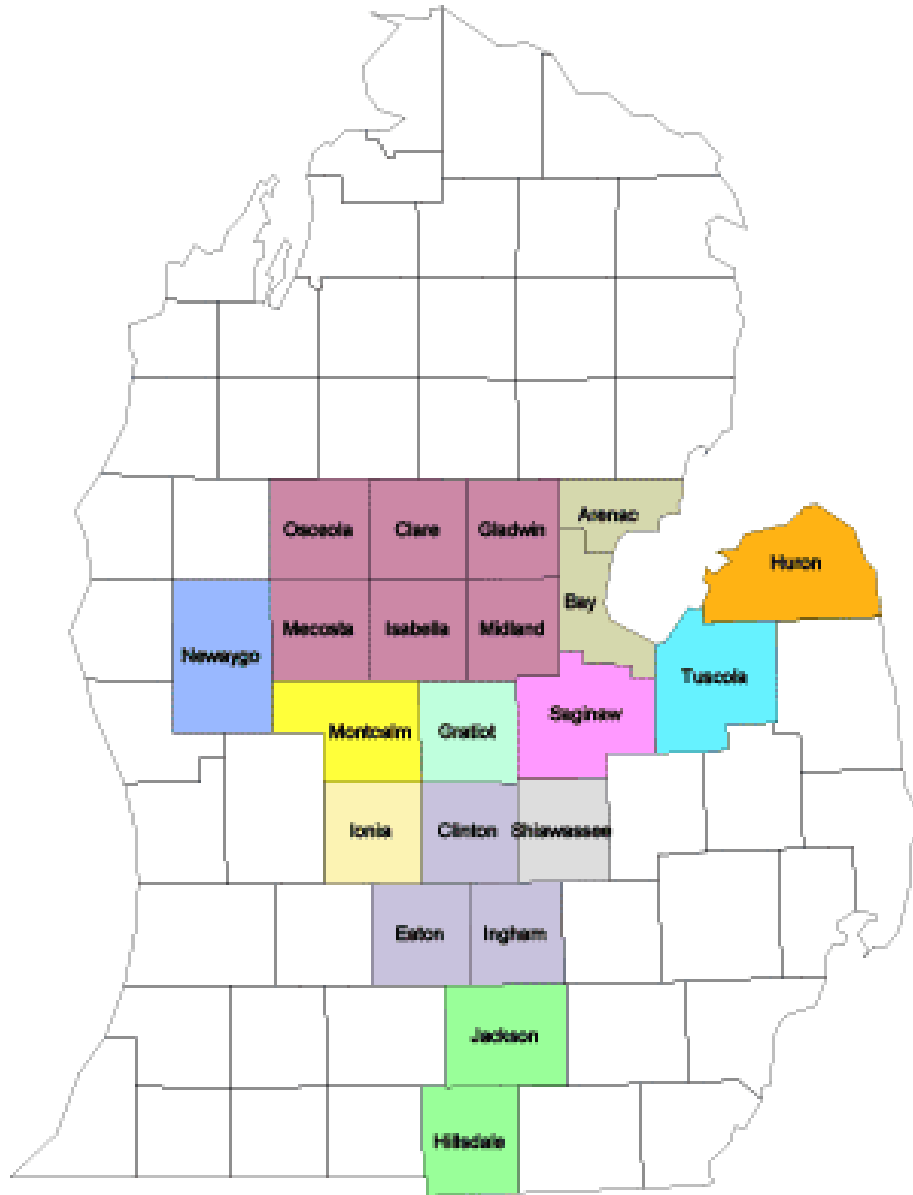 Arenac
Osceola Clare Gladwin
Huron
Bay
Mecosta Isabella Midland
Newaygo
Tuscola
Saginaw
Montcalm Gratiot
Ionia Clinton Shiawassee
Eaton Ingham
Jackson
Hillsdale